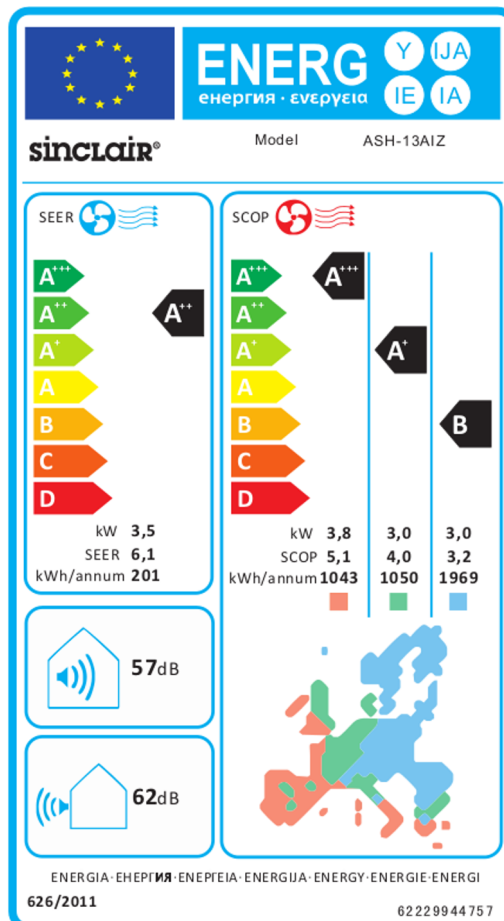 ENERG
Y IJA
енергия · ενεργεια
IE IA
sinclair®
Model ASH-13AIZ
SEER
A+++
A++
A+
A
B
C
D
A++
kW 3,5
SEER 6,1
kWh/annum 201
SCOP
A+++
A++
A+
A
B
C
D
A+++
A+
B
kW 3,8 3,0 3,0
SCOP 5,1 4,0 3,2
kWh/annum 1043 1050 1969
57dB
62dB
ENERGIA·ЕНЕРГИЯ·ΕΝΕΡΓΕΙΑ·ENERGIJA·ENERGY·ENERGIE·ENERGI
626/2011
62229944757